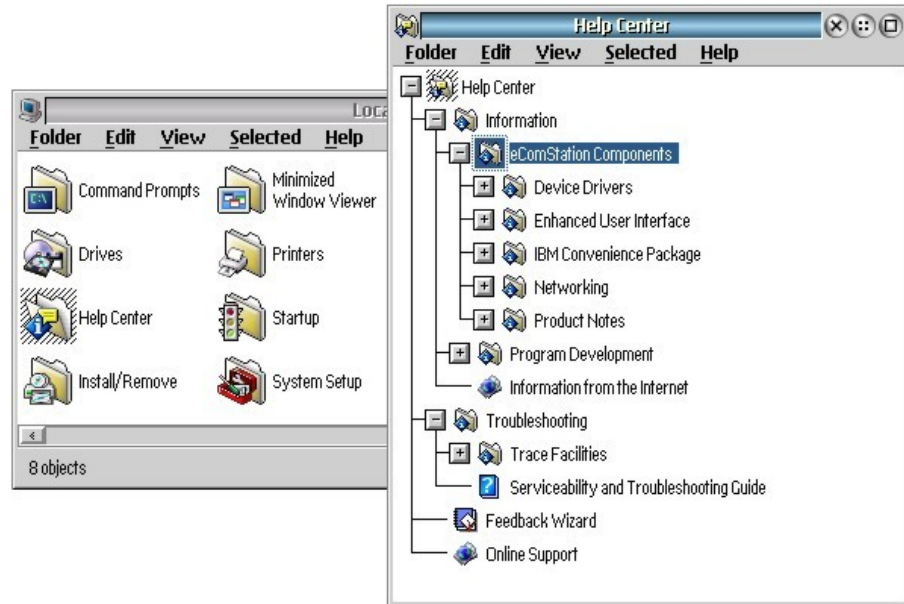 Loca
Folder Edit View Selected Help
Command Prompts
Minimized
Window Viewer
Drives
Printers
Help Center
Startup
Install/Remove
System Setup
8 objects
Help Center
Folder Edit View Selected Help
Help Center
Information
eComStation Components
Device Drivers
Enhanced User Interface
IBM Convenience Package
Networking
Product Notes
Program Development
Information from the Internet
Troubleshooting
Trace Facilities
Serviceability and Troubleshooting Guide
Feedback Wizard
Online Support